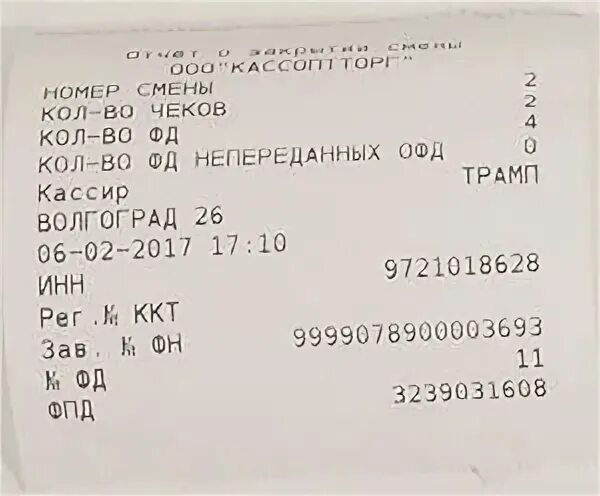 Отчет о закрытии смены
ООО"КАССОПТТОРГ"
НОМЕР СМЕНЫ 2
КОЛ-ВО ЧЕКОВ 2
КОЛ-ВО ФД 4
КОЛ-ВО ФД НЕПЕРЕДАННЫХ ОФД 0
Кассир ТРАМП
ВОЛГОГРАД 26
06-02-2017 17:10
ИНН 9721018628
Рег.№ ККТ
Зав. № ФН 9999078900003693
№ ФД 11
ФПД 3239031608